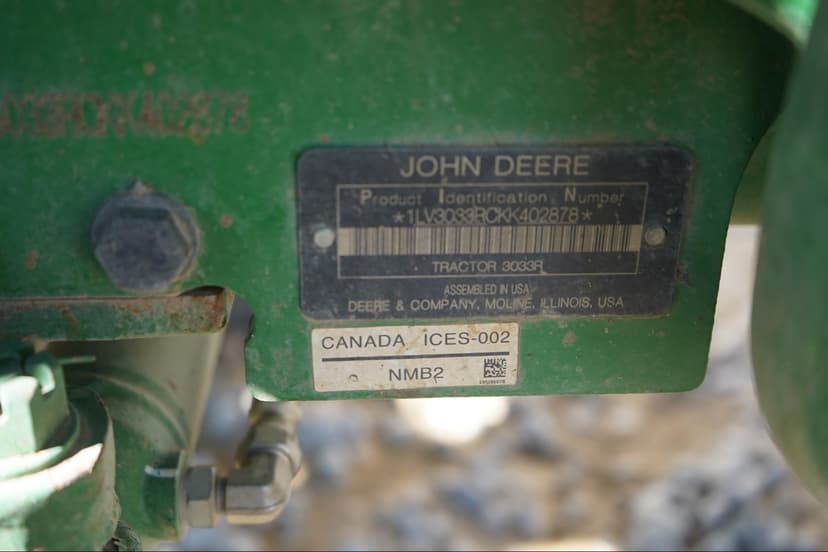 033RCKKK402878
JOHN DEERE
Product Identification Number
*1LV3033RCKK402878*
TRACTOR 3033R
ASSEMBLED IN USA
DEERE & COMPANY, MOLINE, ILLINOIS, USA
CANADA ICES-002
NMB2